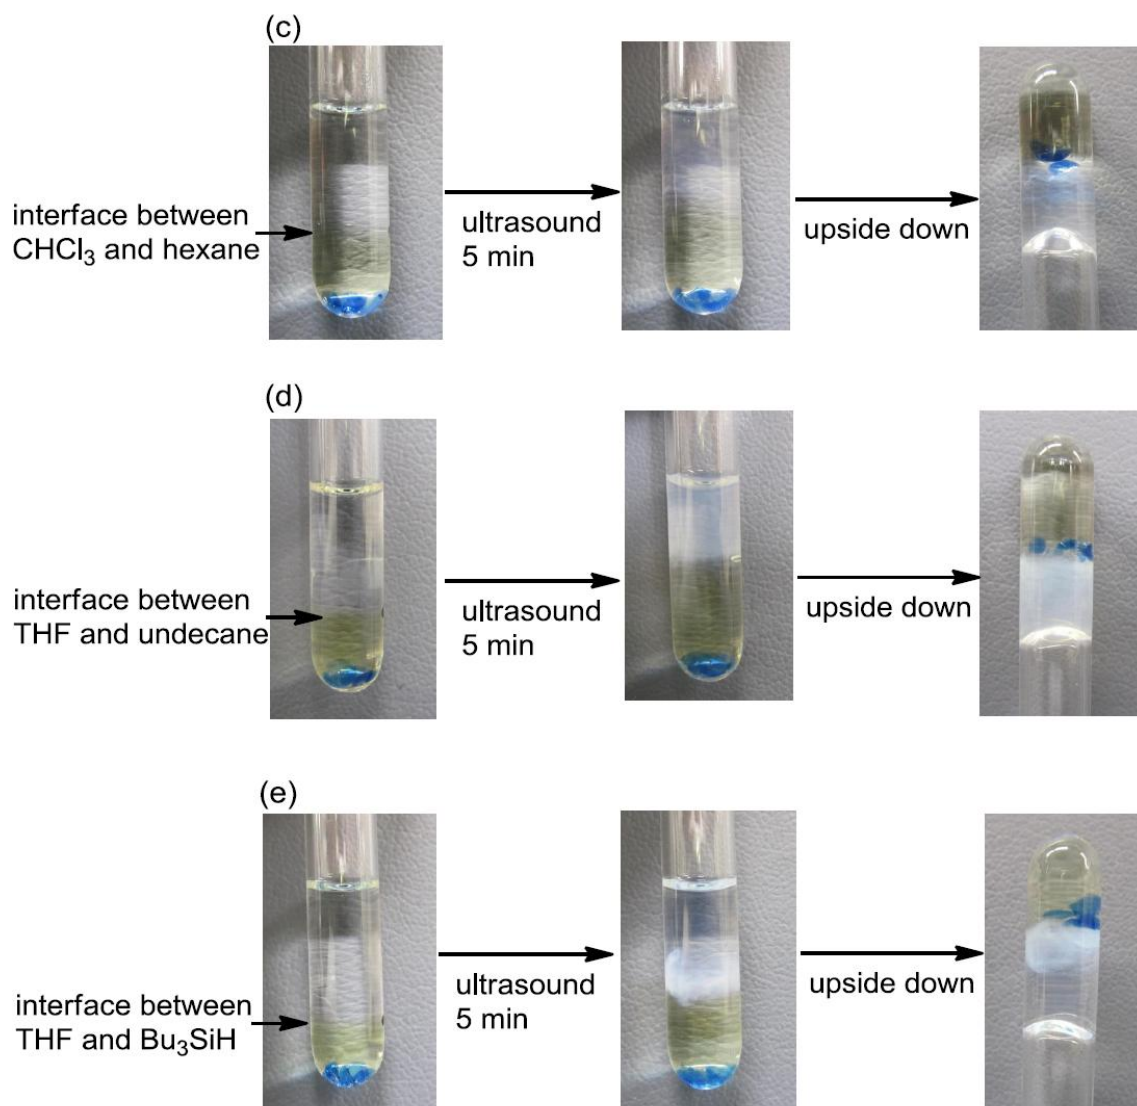 (c)
interface between
CHCl3 and hexane
ultrasound
5 min
upside down
(d)
interface between
THF and undecane
ultrasound
5 min
upside down
(e)
interface between
THF and Bu3SiH
ultrasound
5 min
upside down